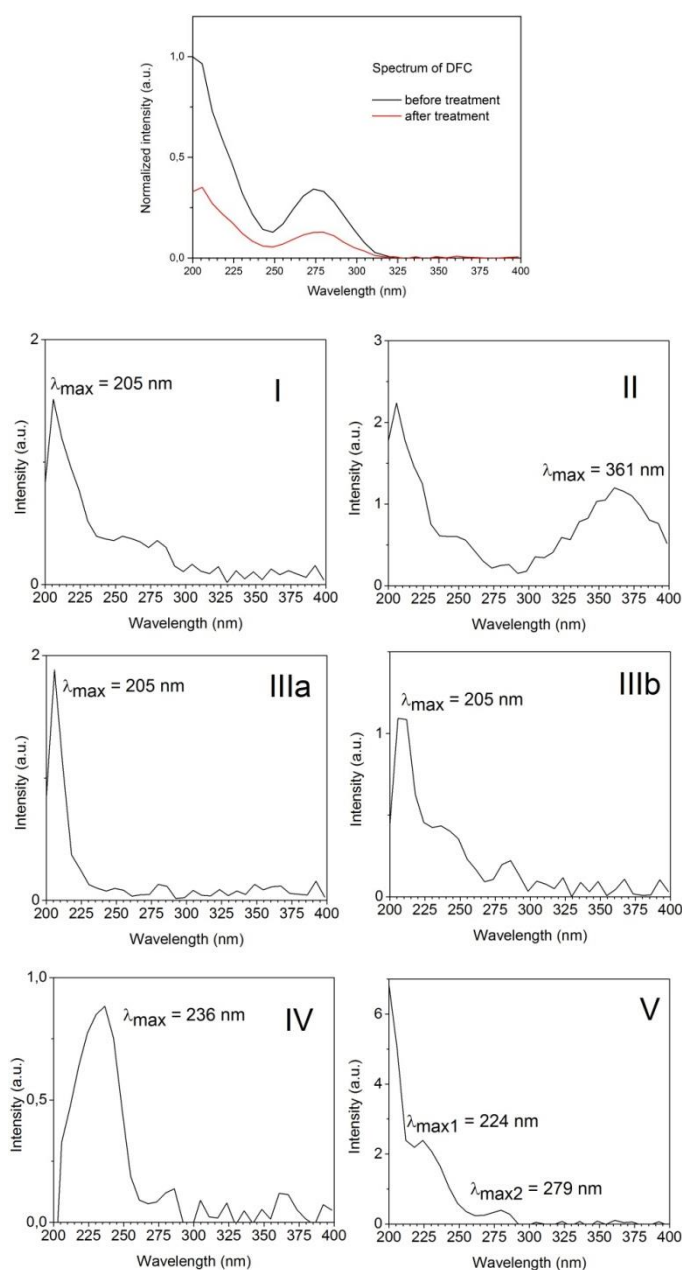 Spectrum of DFC
before treatment
after treatment
Normalized intensity (a.u.)
1,0
0,5
0,0
200 225 250 275 300 325 350 375 400
Wavelength (nm)
I
λmax = 205 nm
Intensity (a.u.)
2
0
200 225 250 275 300 325 350 375 400
Wavelength (nm)
II
λmax = 361 nm
Intensity (a.u.)
3
2
1
0
200 225 250 275 300 325 350 375 400
Wavelength (nm)
IIIa
λmax = 205 nm
Intensity (a.u.)
2
0
200 225 250 275 300 325 350 375 400
Wavelength (nm)
IIIb
λmax = 205 nm
Intensity (a.u.)
1
0
200 225 250 275 300 325 350 375 400
Wavelength (nm)
IV
λmax = 236 nm
Intensity (a.u.)
1,0
0,5
0,0
200 225 250 275 300 325 350 375 400
Wavelength (nm)
V
λmax1 = 224 nm
λmax2 = 279 nm
Intensity (a.u.)
6
4
2
0
200 225 250 275 300 325 350 375 400
Wavelength (nm)